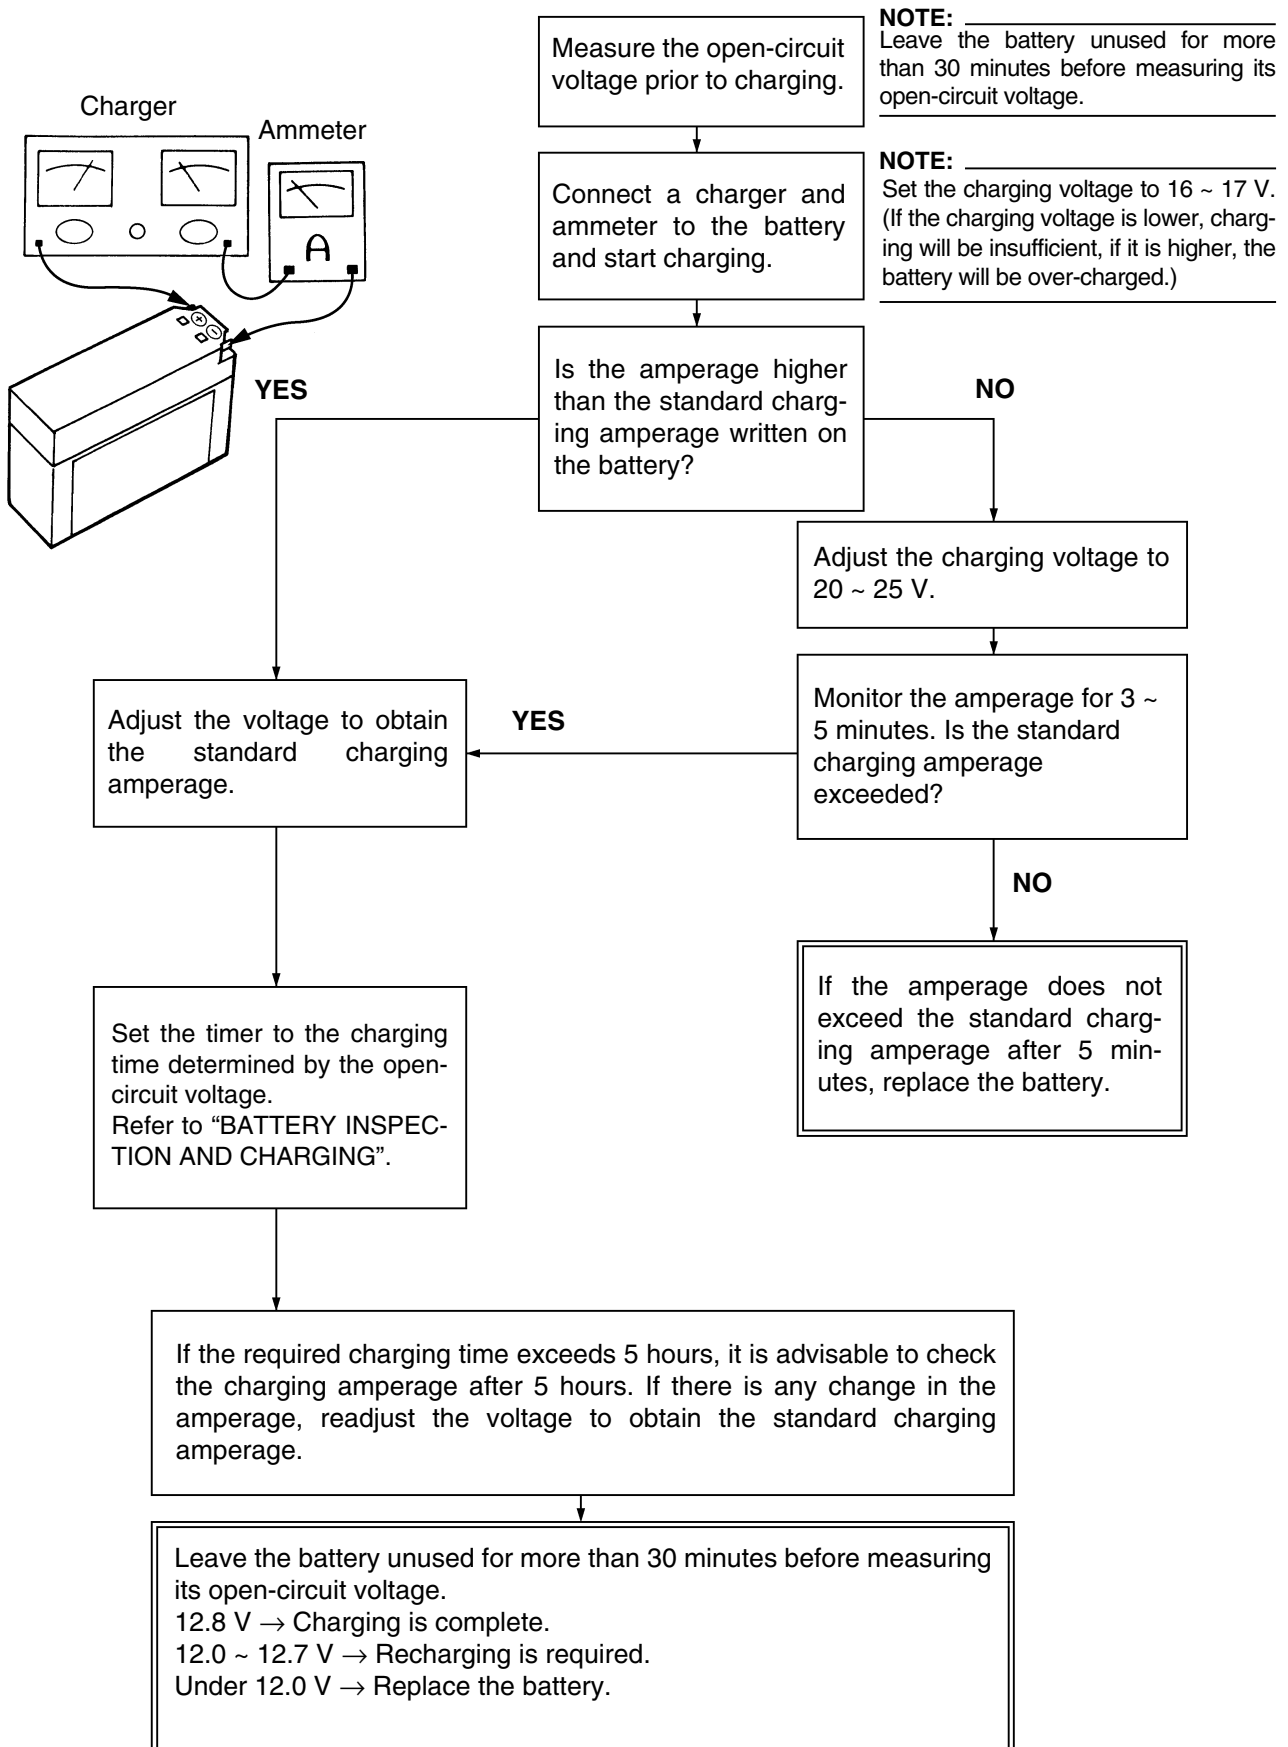 Measure the open-circuit
voltage prior to charging.
NOTE:
Leave the battery unused for more
than 30 minutes before measuring its
open-circuit voltage.
Charger
Ammeter
A
Connect a charger and
ammeter to the battery
and start charging.
NOTE:
Set the charging voltage to 16 ~ 17 V.
(If the charging voltage is lower, charg-
ing will be insufficient, if it is higher, the
battery will be over-charged.)
Is the amperage higher
than the standard charg-
ing amperage written on
the battery?
YES
NO
Adjust the charging voltage to
20 ~ 25 V.
Monitor the amperage for 3 ~
5 minutes. Is the standard
charging amperage
exceeded?
YES
Adjust the voltage to obtain
the standard charging
amperage.
NO
If the amperage does not
exceed the standard charg-
ing amperage after 5 min-
utes, replace the battery.
Set the timer to the charging
time determined by the open-
circuit voltage.
Refer to “BATTERY INSPEC-
TION AND CHARGING”.
If the required charging time exceeds 5 hours, it is advisable to check
the charging amperage after 5 hours. If there is any change in the
amperage, readjust the voltage to obtain the standard charging
amperage.
Leave the battery unused for more than 30 minutes before measuring
its open-circuit voltage.
12.8 V → Charging is complete.
12.0 ~ 12.7 V → Recharging is required.
Under 12.0 V → Replace the battery.